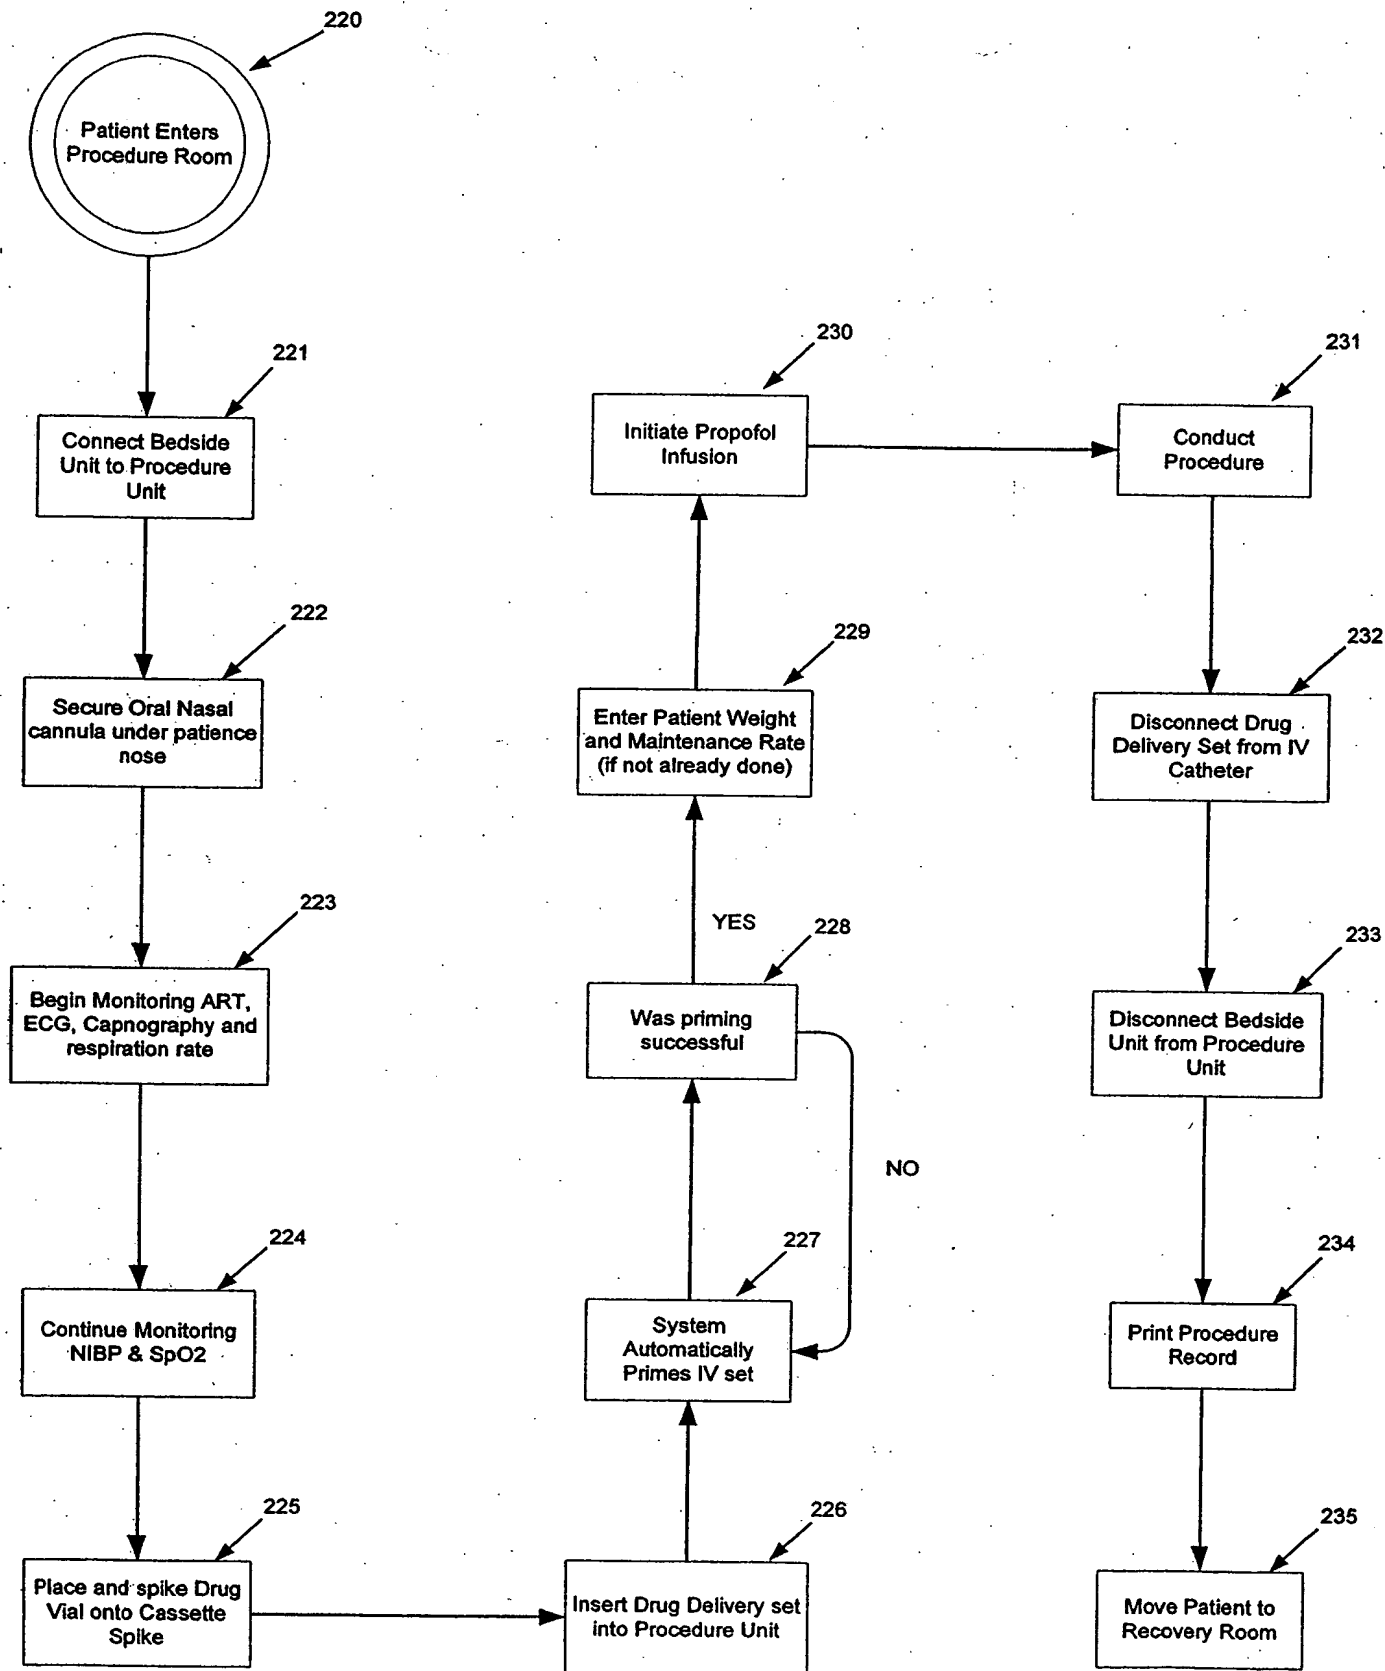 220
Patient Enters
Procedure Room
221
Connect Bedside
Unit to Procedure
Unit
222
Secure Oral Nasal
cannula under patience
nose
223
Begin Monitoring ART,
ECG, Capnography and
respiration rate
224
Continue Monitoring
NIBP & SpO2
225
Place and spike Drug
Vial onto Cassette
Spike
226
Insert Drug Delivery set
into Procedure Unit
227
System
Automatically
Primes IV set
NO
228
Was priming
successful
YES
229
Enter Patient Weight
and Maintenance Rate
(if not already done)
230
Initiate Propofol
Infusion
231
Conduct
Procedure
232
Disconnect Drug
Delivery Set from IV
Catheter
233
Disconnect Bedside
Unit from Procedure
Unit
234
Print Procedure
Record
235
Move Patient to
Recovery Room